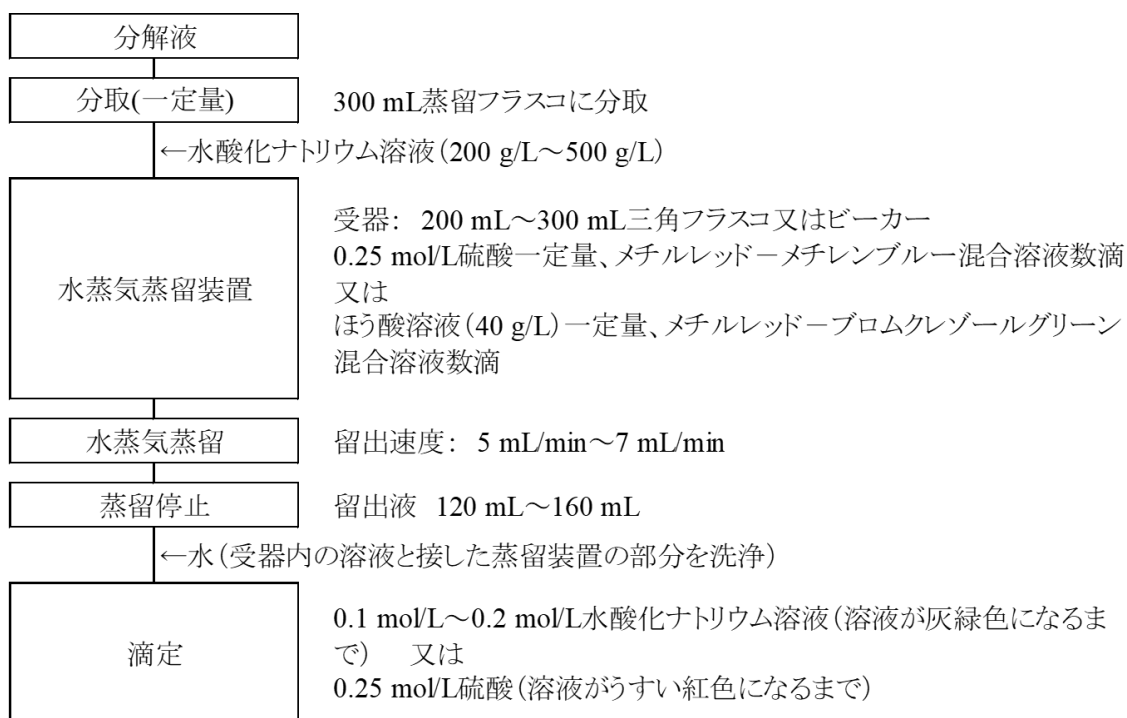 分解液
分取(一定量)
300 mL蒸留フラスコに分取
←水酸化ナトリウム溶液(200 g/L~500 g/L)
水蒸気蒸留装置
受器: 200 mL~300 mL三角フラスコ又はビーカー
0.25 mol/L硫酸一定量、メチルレッド-メチレンブルー混合溶液数滴
又は
ほう酸溶液(40 g/L)一定量、メチルレッド-ブロムクレゾールグリーン
混合溶液数滴
水蒸気蒸留
留出速度: 5 mL/min~7 mL/min
蒸留停止
留出液 120 mL~160 mL
←水(受器内の溶液と接した蒸留装置の部分を洗浄)
滴定
0.1 mol/L~0.2 mol/L水酸化ナトリウム溶液(溶液が灰緑色になるま
で) 又は
0.25 mol/L硫酸(溶液がうすい紅色になるまで)